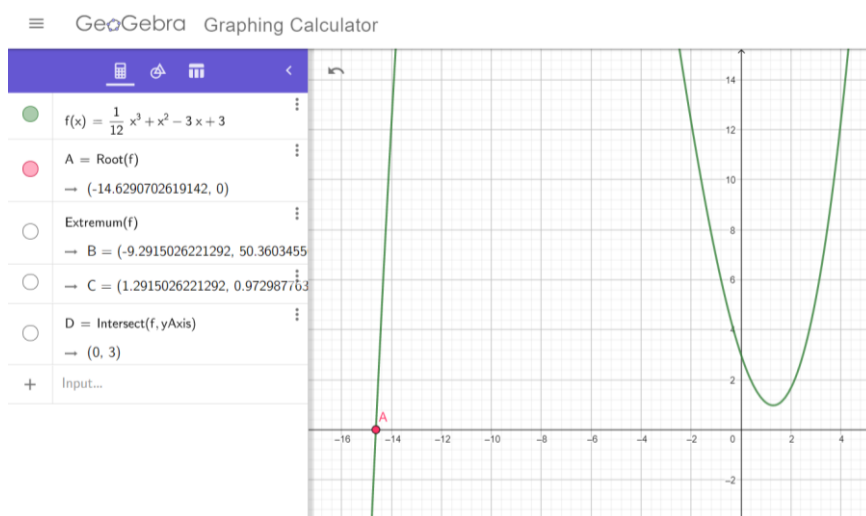 GeoGebra Graphing Calculator
f(x) = 1/12 x³ + x² – 3 x + 3
A = Root(f)
→ (-14.6290702619142, 0)
Extremum(f)
→ B = (-9.2915026221292, 50.3603455
→ C = (1.2915026221292, 0.972987763
D = Intersect(f, yAxis)
→ (0, 3)
+ Input...
14
12
10
8
6
4
2
A
–16 –14 –12 –10 –8 –6 –4 –2 0 2 4
–2